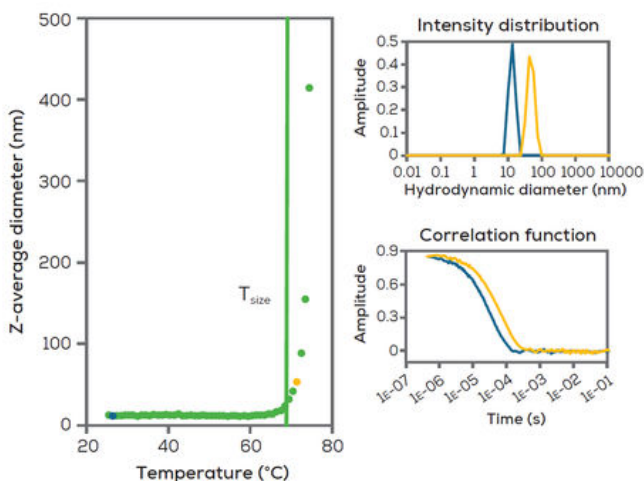 500
400
300
200
100
0
Z-average diameter (nm)
T size
20 40 60 80
Temperature (°C)
Intensity distribution
0.5
0.4
0.3
0.2
0.1
0
Amplitude
0.01 0.1 1 10 100 1000 10000
Hydrodynamic diameter (nm)
Correlation function
0.9
0.6
0.3
0
Amplitude
1E-07 1E-06 1E-05 1E-04 1E-03 1E-02 1E-01
Time (s)